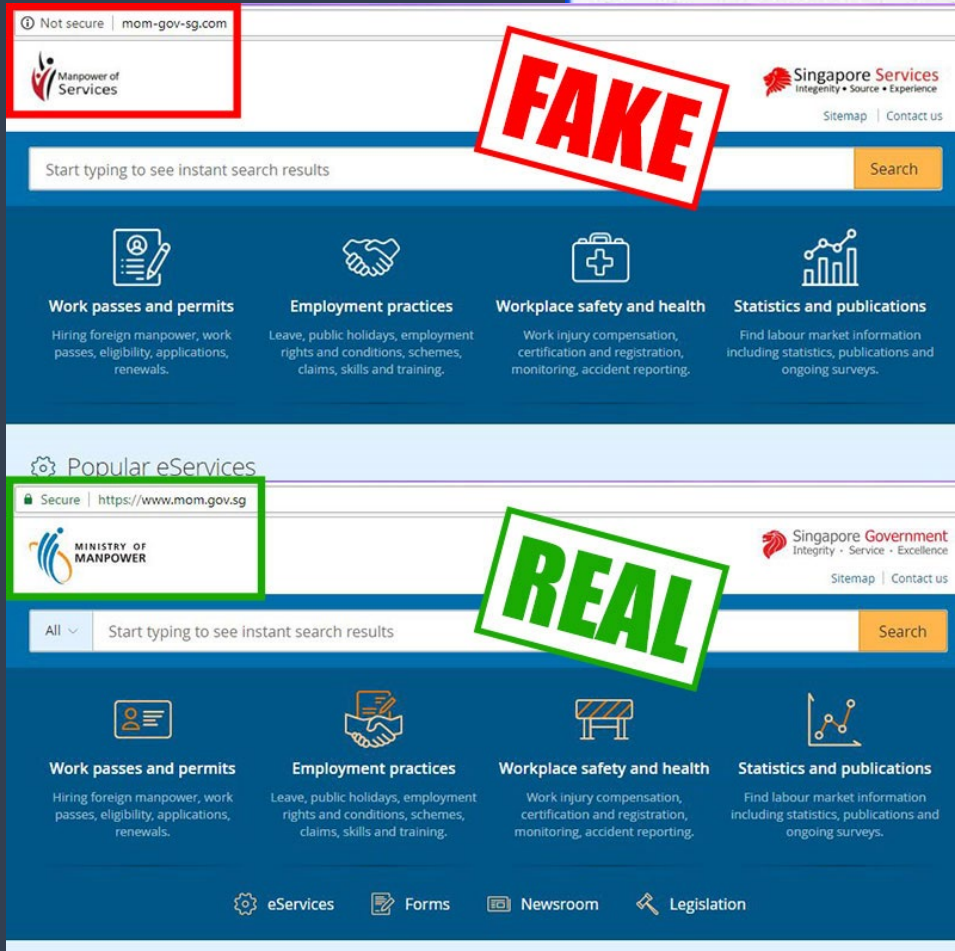 Not secure | mom-gov-sg.com
Manpower of
Services
FAKE
Singapore Services
Integenity • Source • Experience
Sitemap | Contact us
Start typing to see instant search results
Search
Work passes and permits
Hiring foreign manpower, work
passes, eligibility, applications,
renewals.
Employment practices
Leave, public holidays, employment
rights and conditions, schemes,
claims, skills and training.
Workplace safety and health
Work injury compensation,
certification and registration,
monitoring, accident reporting.
Statistics and publications
Find labour market information
including statistics, publications and
ongoing surveys.
Popular eServices
Secure | https://www.mom.gov.sg
MINISTRY OF
MANPOWER
REAL
Singapore Government
Integrity · Service · Excellence
Sitemap | Contact us
All
Start typing to see instant search results
Search
Work passes and permits
Hiring foreign manpower, work
passes, eligibility, applications,
renewals.
Employment practices
Leave, public holidays, employment
rights and conditions, schemes,
claims, skills and training.
Workplace safety and health
Work injury compensation,
certification and registration,
monitoring, accident reporting.
Statistics and publications
Find labour market information
including statistics, publications and
ongoing surveys.
eServices
Forms
Newsroom
Legislation